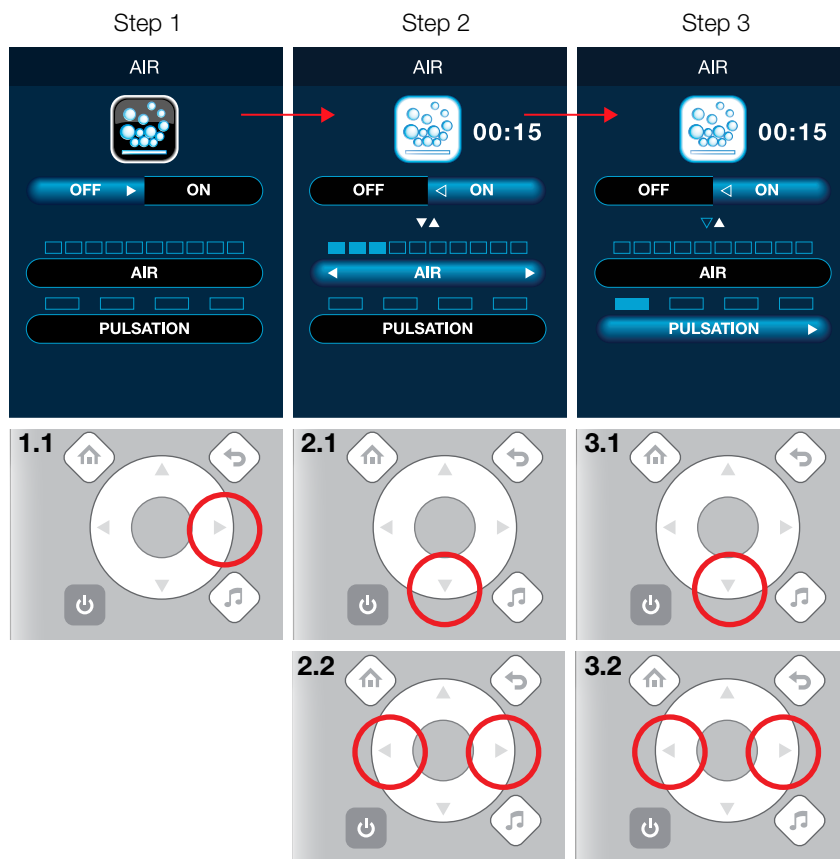 Step 1 Step 2 Step 3
AIR AIR AIR
00:15 00:15
OFF ON OFF ON OFF ON
AIR AIR AIR
PULSATION PULSATION PULSATION
1.1 2.1 3.1
2.2 3.2